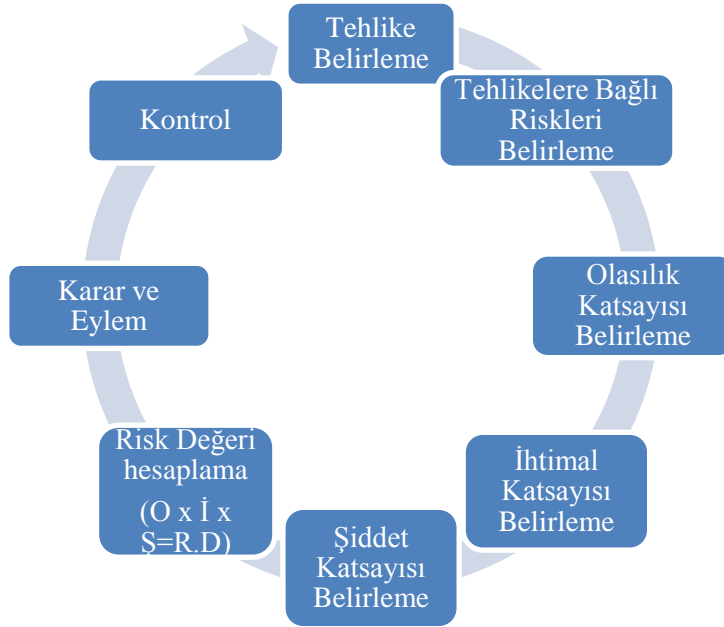 Tehlike
Belirleme
Tehlikelere Bağlı
Riskleri
Belirleme
Olasılık
Katsayısı
Belirleme
İhtimal
Katsayısı
Belirleme
Şiddet
Katsayısı
Belirleme
Risk Değeri
hesaplama
(O x İ x
Ş=R.D)
Karar ve
Eylem
Kontrol